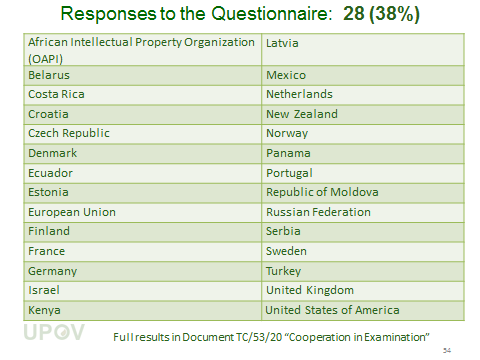 Responses to the Questionnaire: 28 (38%)
African Intellectual Property Organization
(OAPI)
Latvia
Belarus
Mexico
Costa Rica
Netherlands
Croatia
New Zealand
Czech Republic
Norway
Denmark
Panama
Ecuador
Portugal
Estonia
Republic of Moldova
European Union
Russian Federation
Finland
Serbia
France
Sweden
Germany
Turkey
Israel
United Kingdom
Kenya
United States of America
UPOV
Full results in Document TC/53/20 “Cooperation in Examination”
54